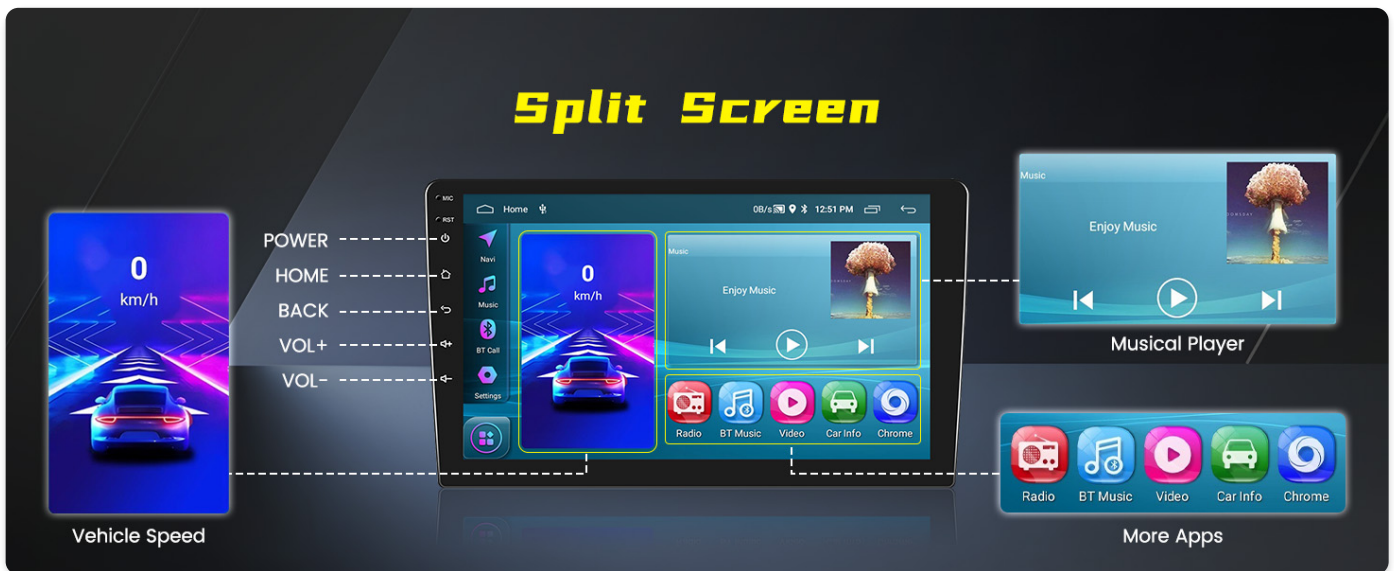 Split Screen
0
km/h
Vehicle Speed
POWER
HOME
BACK
VOL+
VOL-
MIC
RST
Home
0B/s
12:51 PM
Navi
Music
BT Call
Settings
0
km/h
Music
Enjoy Music
Radio
BT Music
Video
Car Info
Chrome
Music
Enjoy Music
Musical Player
Radio
BT Music
Video
Car Info
Chrome
More Apps